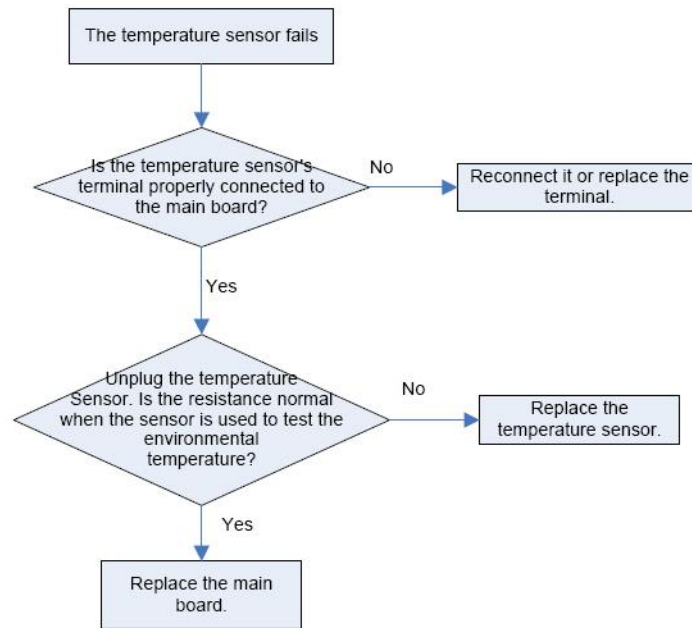 The temperature sensor fails
Is the temperature sensor's
terminal properly connected to
the main board?
No
Reconnect it or replace the
terminal.
Yes
Unplug the temperature
Sensor. Is the resistance normal
when the sensor is used to test the
environmental
temperature?
No
Replace the
temperature sensor.
Yes
Replace the main
board.